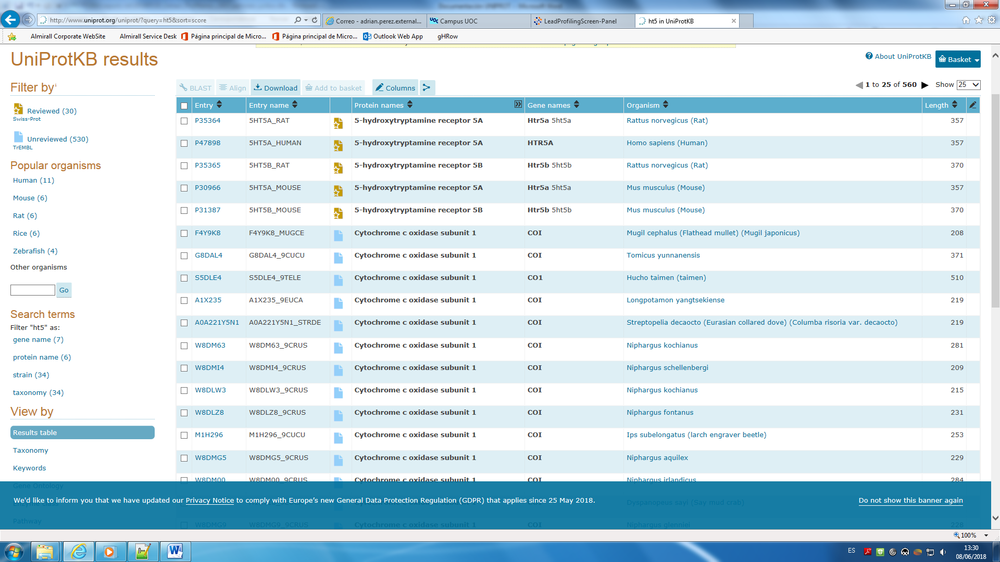 http://www.uniprot.org/uniprot/?query=ht5&sort=score
Correo - adrian.perez.external...
Campus UOC
LeadProfilingScreen-Panel
ht5 in UniProtKB
Almirall Corporate WebSite
Almirall Service Desk
Página principal de Micro...
Página principal de Micro...
Outlook Web App
gHRow
UniProtKB results
About UniProtKB
Basket
Filter by i
Reviewed (30)
Swiss-Prot
Unreviewed (530)
TrEMBL
Popular organisms
Human (11)
Mouse (6)
Rat (6)
Rice (6)
Zebrafish (4)
Other organisms
Go
Search terms
Filter "ht5" as:
gene name (7)
protein name (6)
strain (34)
taxonomy (34)
View by
Results table
Taxonomy
Keywords
Gene Ontology
Pathway
BLAST Align Download Add to basket Columns
1 to 25 of 560 Show 25
Entry Entry name Protein names Gene names Organism Length
P35364 5HT5A_RAT 5-hydroxytryptamine receptor 5A Htr5a 5ht5a Rattus norvegicus (Rat) 357
P47898 5HT5A_HUMAN 5-hydroxytryptamine receptor 5A HTR5A Homo sapiens (Human) 357
P35365 5HT5B_RAT 5-hydroxytryptamine receptor 5B Htr5b 5ht5b Rattus norvegicus (Rat) 370
P30966 5HT5A_MOUSE 5-hydroxytryptamine receptor 5A Htr5a 5ht5a Mus musculus (Mouse) 357
P31387 5HT5B_MOUSE 5-hydroxytryptamine receptor 5B Htr5b 5ht5b Mus musculus (Mouse) 370
F4Y9K8 F4Y9K8_MUGCE Cytochrome c oxidase subunit 1 COI Mugil cephalus (Flathead mullet) (Mugil japonicus) 208
G8DAL4 G8DAL4_9CUCU Cytochrome c oxidase subunit 1 COI Tomicus yunnanensis 371
S5DLE4 S5DLE4_9TELE Cytochrome c oxidase subunit 1 CO1 Hucho taimen (taimen) 510
A1X235 A1X235_9EUCA Cytochrome c oxidase subunit 1 COI Longpotamon yangtsekiense 219
A0A221Y5N1 A0A221Y5N1_STRDE Cytochrome c oxidase subunit 1 COI Streptopelia decaocto (Eurasian collared dove) (Columba risoria var. decaocto) 219
W8DM63 W8DM63_9CRUS Cytochrome c oxidase subunit 1 COI Niphargus kochianus 281
W8DMI4 W8DMI4_9CRUS Cytochrome c oxidase subunit 1 COI Niphargus schellenbergi 209
W8DLW3 W8DLW3_9CRUS Cytochrome c oxidase subunit 1 COI Niphargus kochianus 215
W8DLZ8 W8DLZ8_9CRUS Cytochrome c oxidase subunit 1 COI Niphargus fontanus 231
M1H296 M1H296_9CUCU Cytochrome c oxidase subunit 1 COI Ips subelongatus (larch engraver beetle) 253
W8DMG5 W8DMG5_9CRUS Cytochrome c oxidase subunit 1 COI Niphargus aquilex 229
W8DM00 W8DM00_9CRUS Cytochrome c oxidase subunit 1 COI Niphargus irlandicus 284
Dyspanopeus sayi (Say mud crab)
W8DMG9 W8DMG9_9CRUS Cytochrome c oxidase subunit 1 COI Niphargus glenniei 228
We'd like to inform you that we have updated our Privacy Notice to comply with Europe’s new General Data Protection Regulation (GDPR) that applies since 25 May 2018.
Do not show this banner again
100%
ES
13:30
08/06/2018